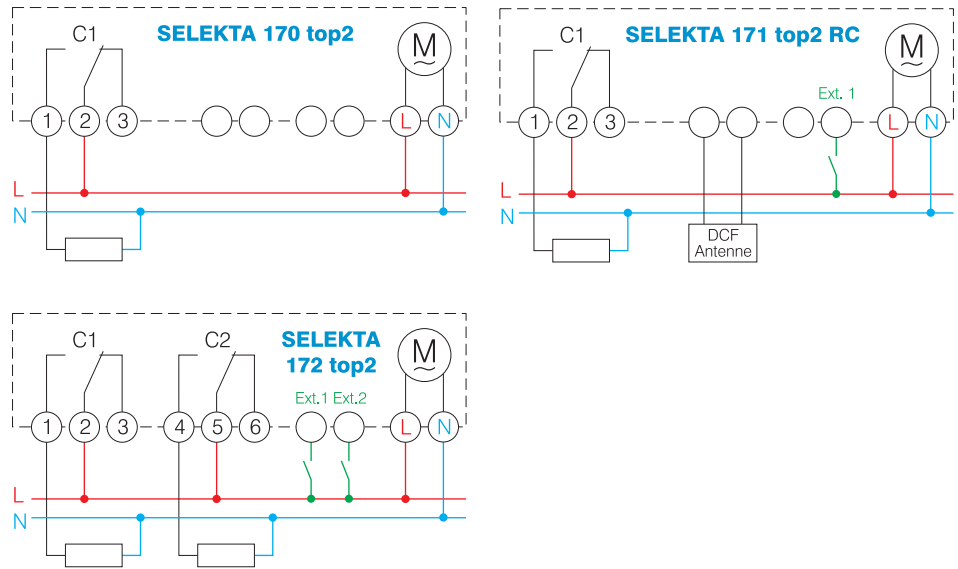 C1 SELEKTA 170 top2 M
1 2 3 L N
L
N
C1 SELEKTA 171 top2 RC M
Ext. 1
1 2 3 L N
L
N
DCF
Antenne
C1 C2 SELEKTA
172 top2 M
Ext.1 Ext.2
1 2 3 4 5 6 L N
L
N